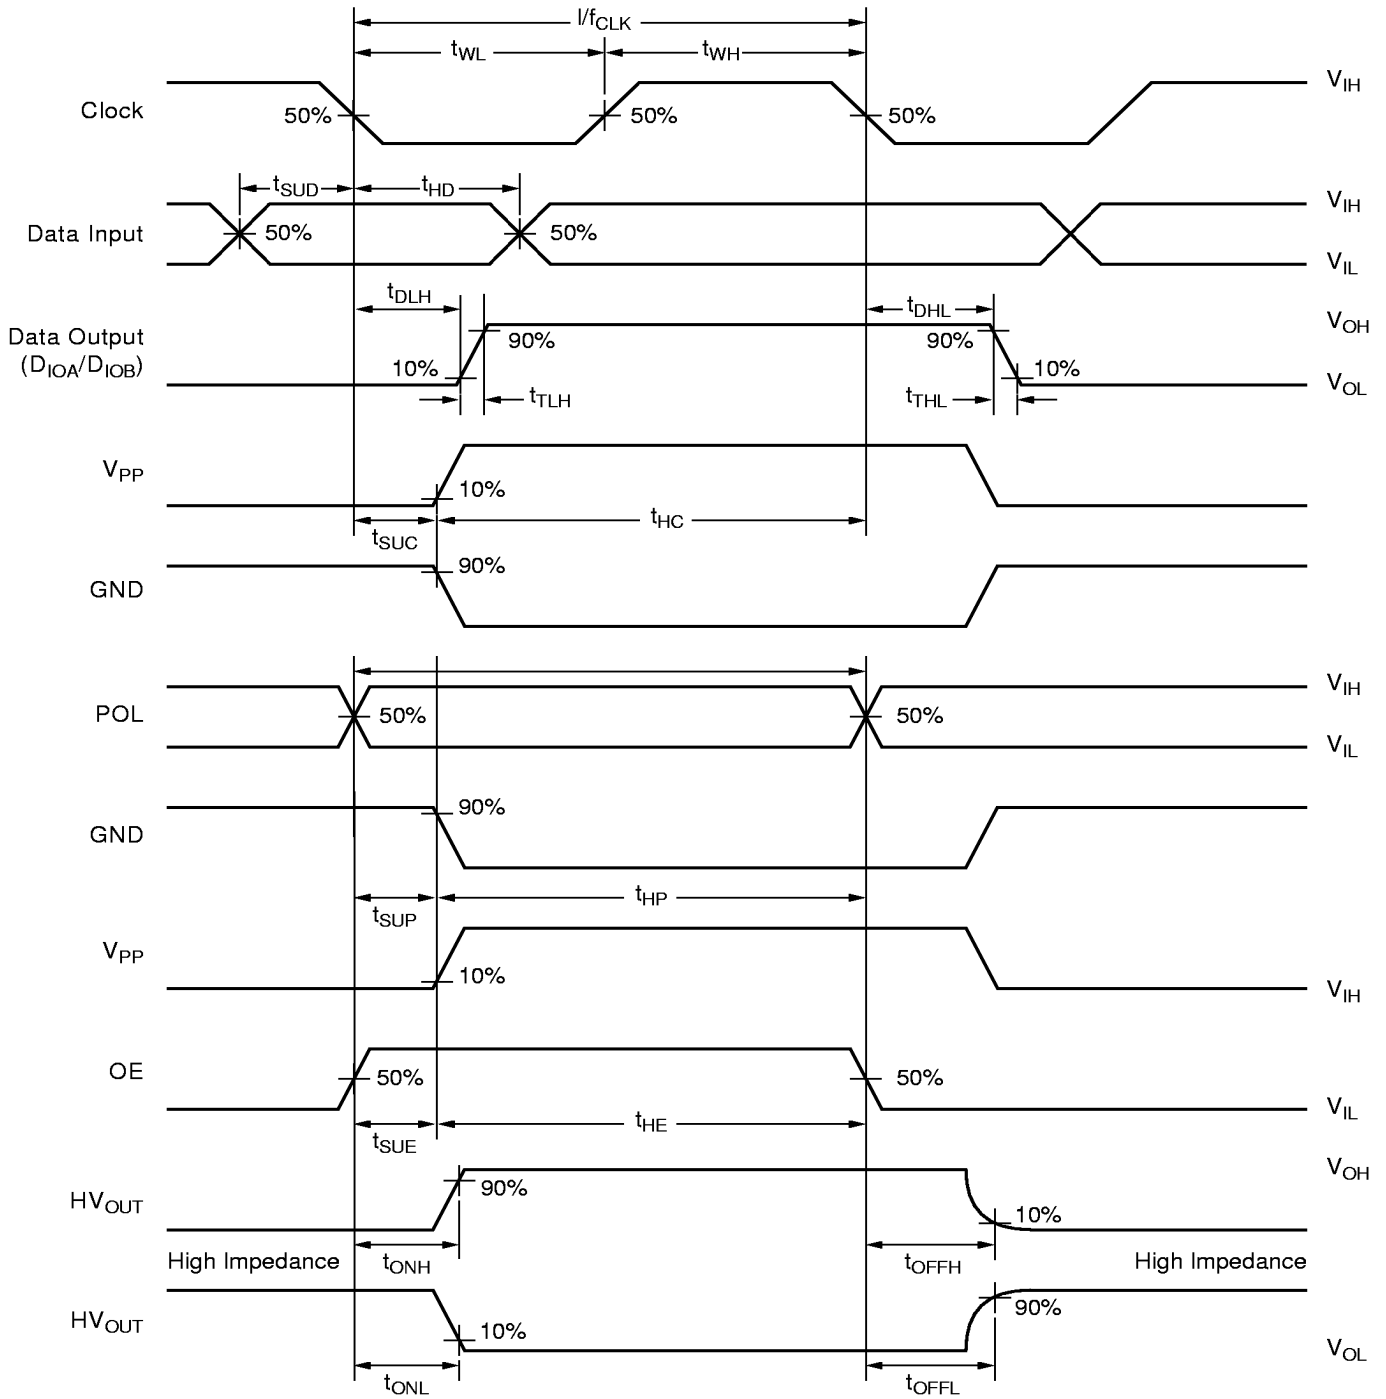 l/fCLK
tWL tWH
Clock 50% 50% 50% VIH
tSUD tHD
Data Input 50% 50% VIH
VIL
tDLH tDHL
Data Output
(DIOA/DIOB) 10% 90% 90% 10% VOH
VOL
tTLH tTHL
VPP 10%
tSUC tHC
GND 90%
POL 50% 50% VIH
VIL
GND 90%
tSUP tHP
VPP 10% VIH
OE 50% 50% VIL
tSUE tHE
HVOUT 90% 10% VOH
High Impedance tONH tOFFH High Impedance
HVOUT 10% 90% VOL
tONL tOFFL